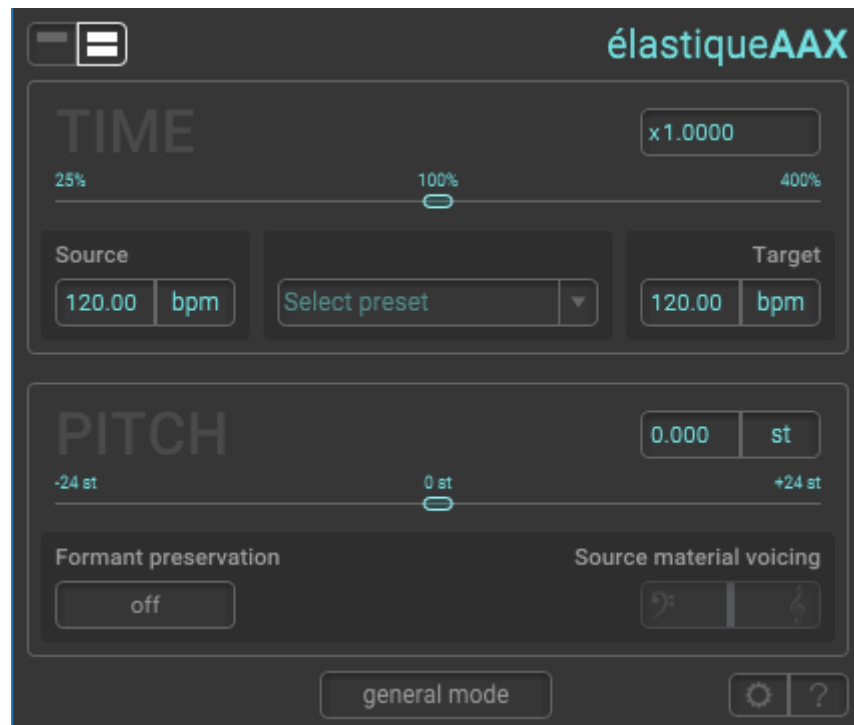 élastiqueAAX
TIME
x1.0000
25% 100% 400%
Source Target
120.00 bpm Select preset 120.00 bpm
PITCH
0.000 st
-24 st 0 st +24 st
Formant preservation Source material voicing
off
general mode ?